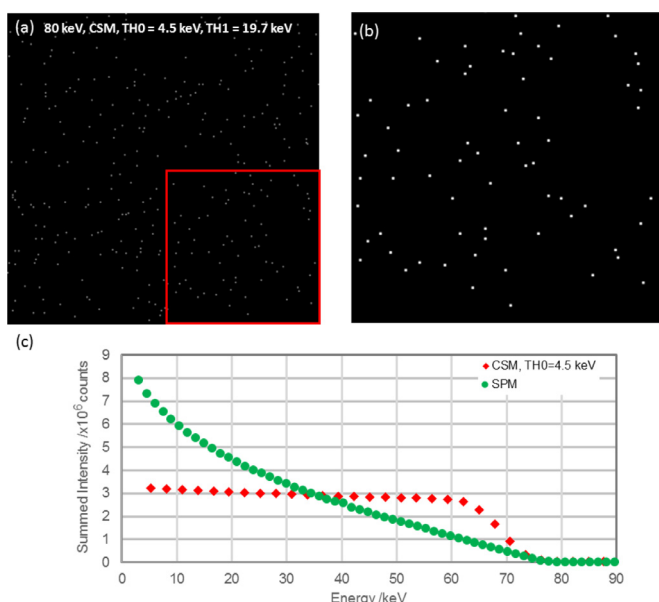 (a)
80 keV, CSM, TH0 = 4.5 keV, TH1 = 19.7 keV
(b)
(c)
9
8
7
6
5
4
3
2
1
0
Summed Intensity /x10⁶ counts
CSM, TH0=4.5 keV
SPM
0 10 20 30 40 50 60 70 80 90
Energy /keV